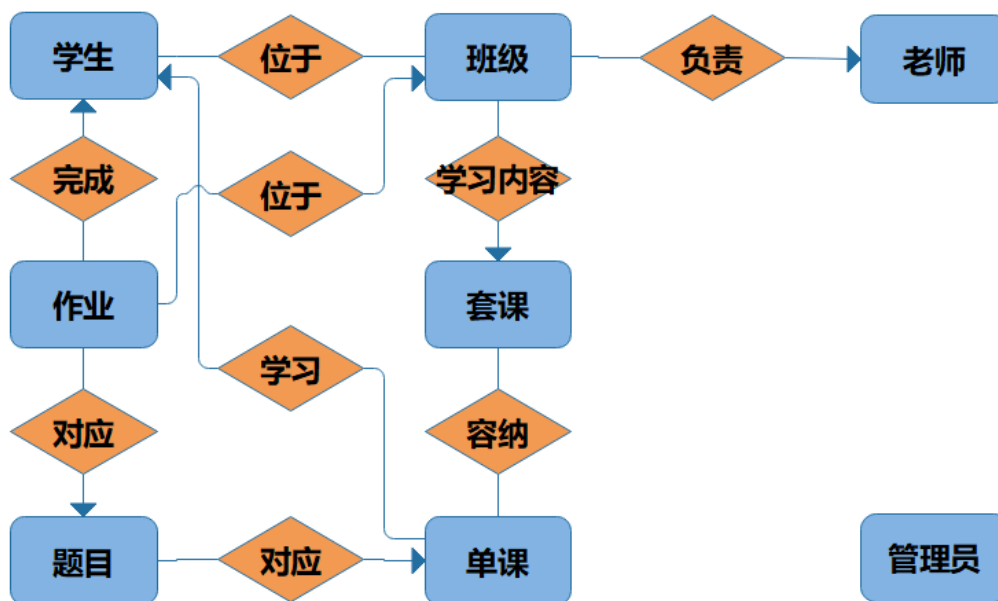 学生
位于
班级
负责
老师
完成
位于
学习内容
作业
套课
学习
对应
容纳
题目
对应
单课
管理员